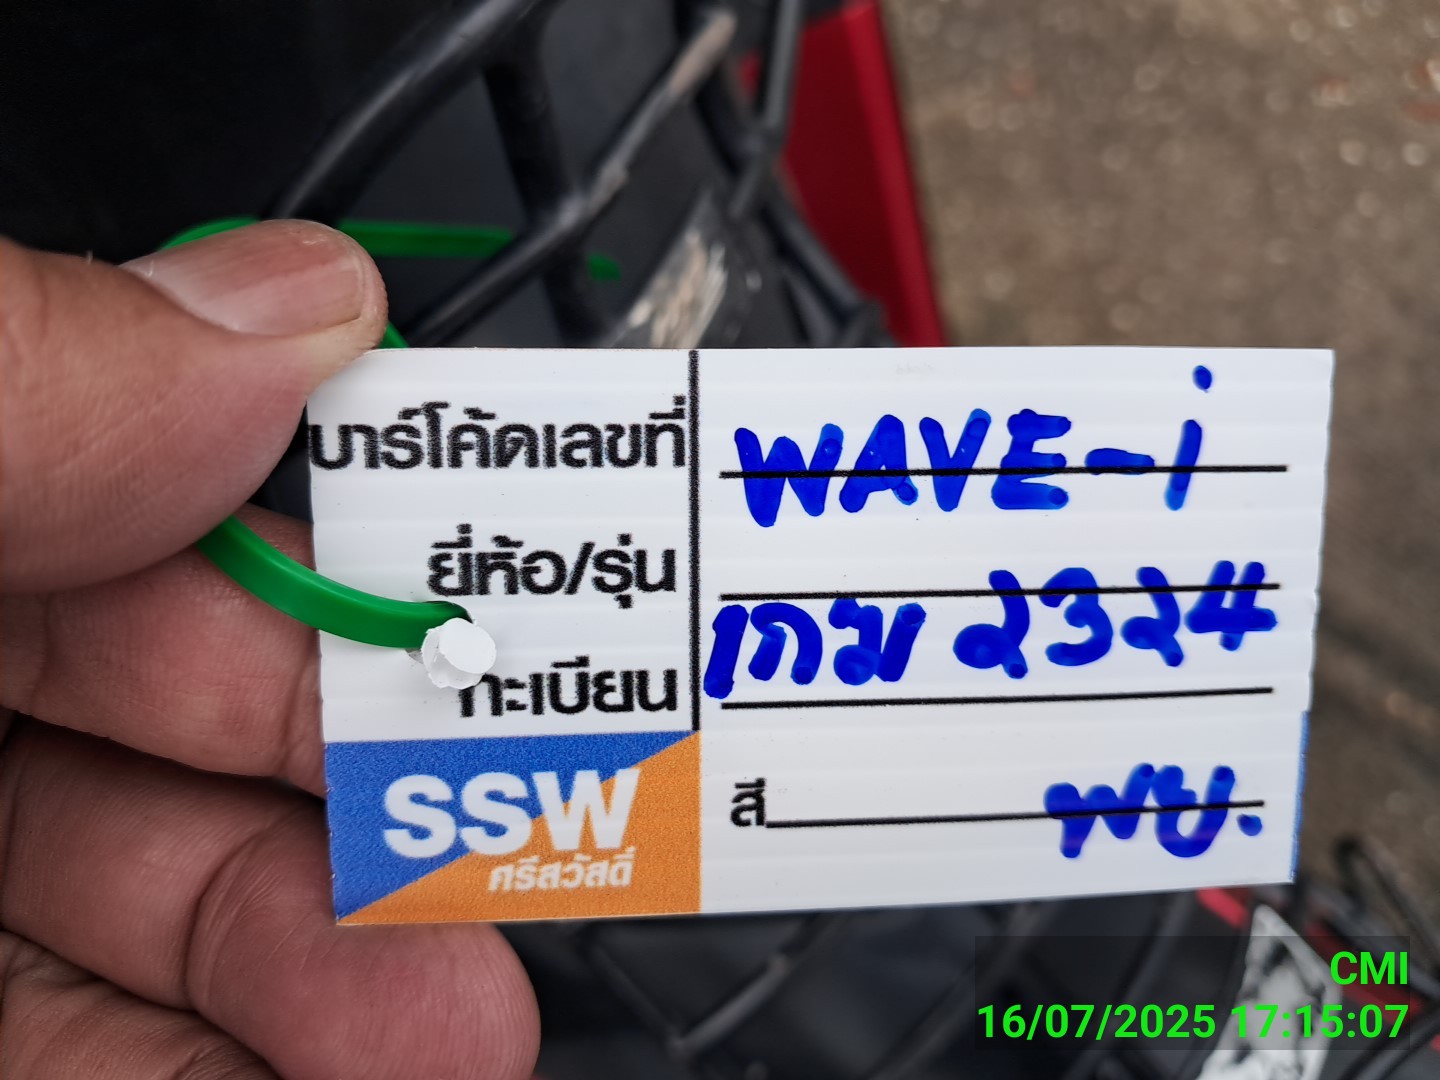 บาร์โค้ดเลขที่ WAVE-i
ยี่ห้อ/รุ่น
ทะเบียน 1กฆ 2324
SSW
ศรีสวัสดิ์
สี พย.
CMI
16/07/2025 17:15:07